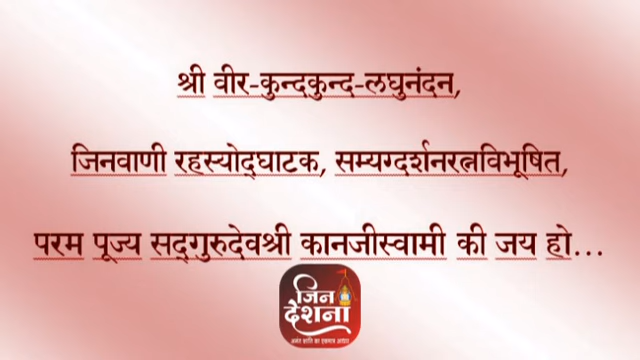 श्री वीर-कुन्दकुन्द-लघुनंदन,
जिनवाणी रहस्योद्घाटक, सम्यग्दर्शनरत्नविभूषित,
परम पूज्य सद्गुरुदेवश्री कानजीस्वामी की जय हो...
जिन
देशना